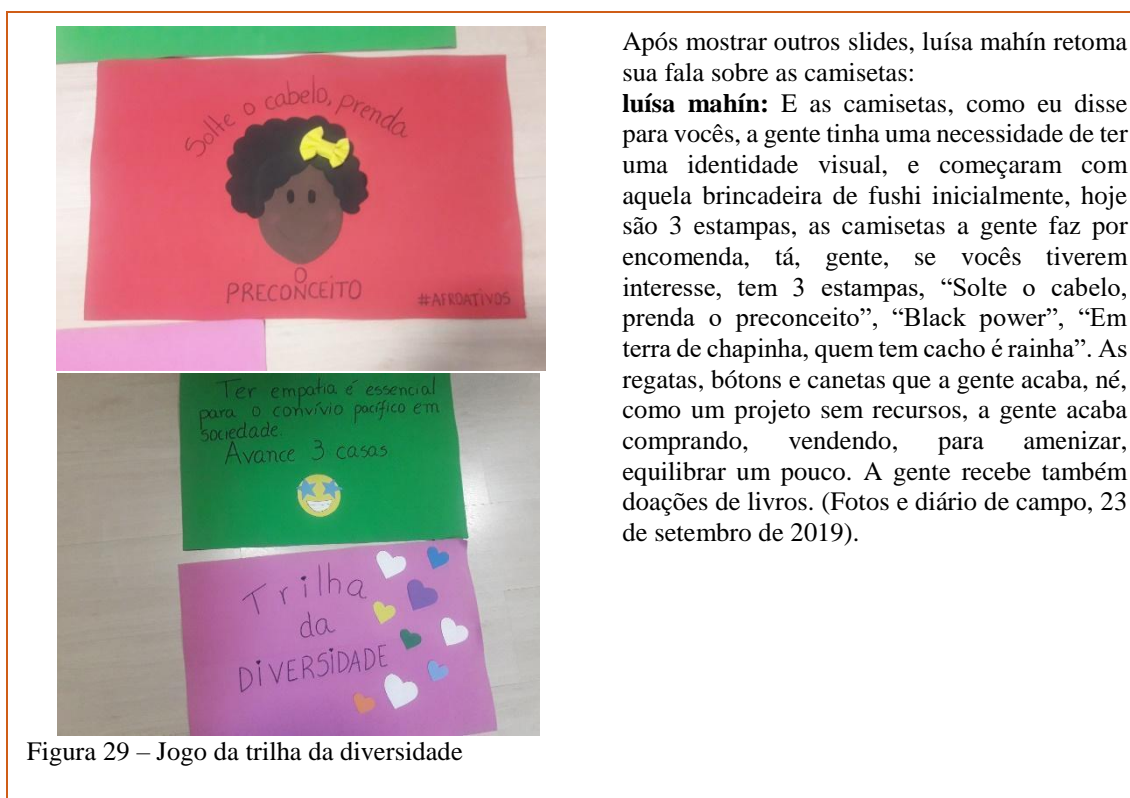 Solte o cabelo, prenda
O
PRECONCEITO
#AFROATIVOS
Ter empatia é essencial
para o convívio pacífico em
sociedade.
Avance 3 casas
Trilha
da
DIVERSIDADE
Figura 29 – Jogo da trilha da diversidade
Após mostrar outros slides, luísa mahín retoma
sua fala sobre as camisetas:
luísa mahín: E as camisetas, como eu disse
para vocês, a gente tinha uma necessidade de ter
uma identidade visual, e começaram com
aquela brincadeira de fushi inicialmente, hoje
são 3 estampas, as camisetas a gente faz por
encomenda, tá, gente, se vocês tiverem
interesse, tem 3 estampas, “Solte o cabelo,
prenda o preconceito”, “Black power”, “Em
terra de chapinha, quem tem cacho é rainha”. As
regatas, bótons e canetas que a gente acaba, né,
como um projeto sem recursos, a gente acaba
comprando, vendendo, para amenizar,
equilibrar um pouco. A gente recebe também
doações de livros. (Fotos e diário de campo, 23
de setembro de 2019).